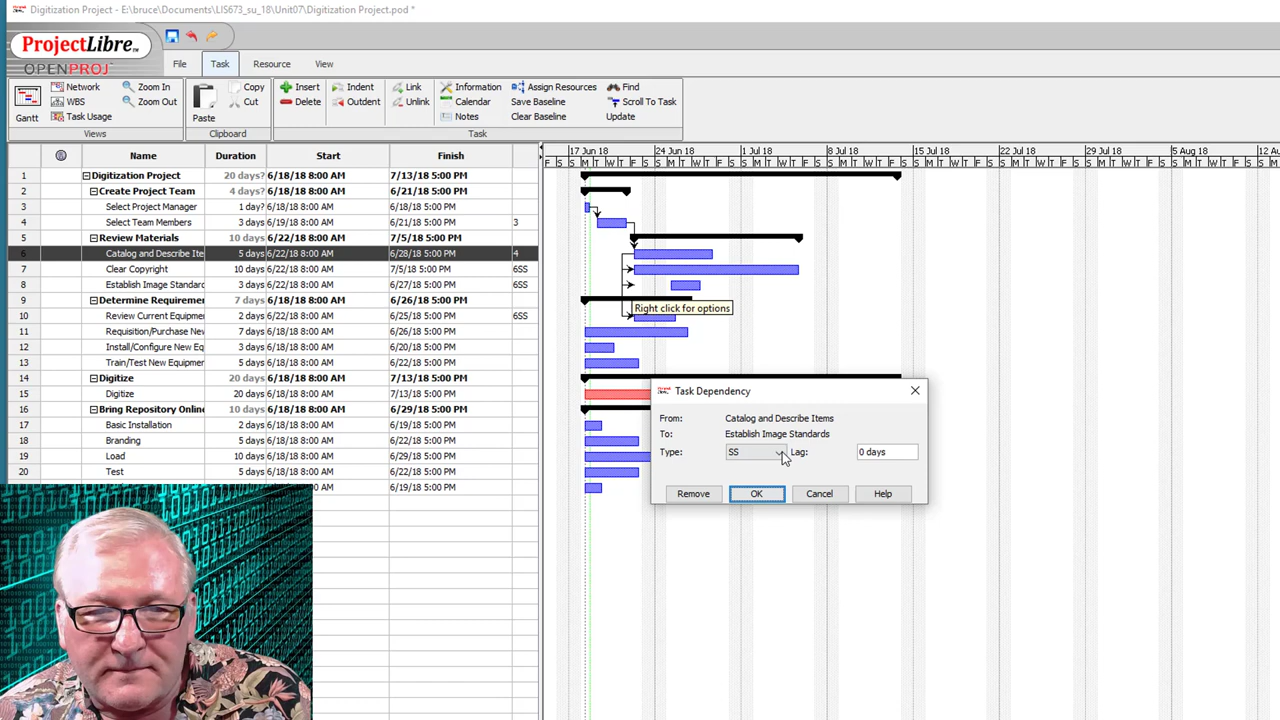 Digitization Project - E:\bruce\Documents\LIS673_su_18\Unit07\Digitization Project.pod *
ProjectLibre™
OPENPROJ
File Task Resource View
Gantt
Network
WBS
Task Usage
Zoom In
Zoom Out
Views
Paste
Copy
Cut
Clipboard
Insert
Delete
Indent
Outdent
Link
Unlink
Information
Calendar
Notes
Assign Resources
Save Baseline
Clear Baseline
Find
Scroll To Task
Update
Task
Name Duration Start Finish
17 Jun 18 24 Jun 18 1 Jul 18 8 Jul 18 15 Jul 18 22 Jul 18 29 Jul 18 5 Aug 18 12 Au
F S S M T W T F S S M T W T F S S M T W T F S S M T W T F S S M T W T F S S M T W T F S S M T W T F S S M T W T F S S M T
1 Digitization Project 20 days? 6/18/18 8:00 AM 7/13/18 5:00 PM
2 Create Project Team 4 days? 6/18/18 8:00 AM 6/21/18 5:00 PM
3 Select Project Manager 1 day? 6/18/18 8:00 AM 6/18/18 5:00 PM
4 Select Team Members 3 days 6/19/18 8:00 AM 6/21/18 5:00 PM 3
5 Review Materials 10 days 6/22/18 8:00 AM 7/5/18 5:00 PM
6 Catalog and Describe Ite 5 days 6/22/18 8:00 AM 6/28/18 5:00 PM 4
7 Clear Copyright 10 days 6/22/18 8:00 AM 7/5/18 5:00 PM 6SS
8 Establish Image Standard 3 days 6/22/18 8:00 AM 6/27/18 5:00 PM 6SS
9 Determine Requiremen 7 days 6/18/18 8:00 AM 6/26/18 5:00 PM
10 Review Current Equipmen 2 days 6/22/18 8:00 AM 6/25/18 5:00 PM 6SS
11 Requisition/Purchase Nev 7 days 6/18/18 8:00 AM 6/26/18 5:00 PM
12 Install/Configure New Eq 2 days 6/18/18 8:00 AM 6/20/18 5:00 PM
13 Train/Test New Equipmer 5 days 6/18/18 8:00 AM 6/22/18 5:00 PM
14 Digitize 20 days 6/18/18 8:00 AM 7/13/18 5:00 PM
15 Digitize 20 days 6/18/18 8:00 AM 7/13/18 5:00 PM
16 Bring Repository Online 10 days 6/18/18 8:00 AM 6/29/18 5:00 PM
17 Basic Installation 2 days 6/18/18 8:00 AM 6/19/18 5:00 PM
18 Branding 5 days 6/18/18 8:00 AM 6/22/18 5:00 PM
19 Load 10 days 6/18/18 8:00 AM 6/29/18 5:00 PM
20 Test 5 days 6/18/18 8:00 AM 6/22/18 5:00 PM
6/19/18 5:00 PM
Right click for options
Task Dependency
From: Catalog and Describe Items
To: Establish Image Standards
Type: SS Lag: 0 days
Remove OK Cancel Help